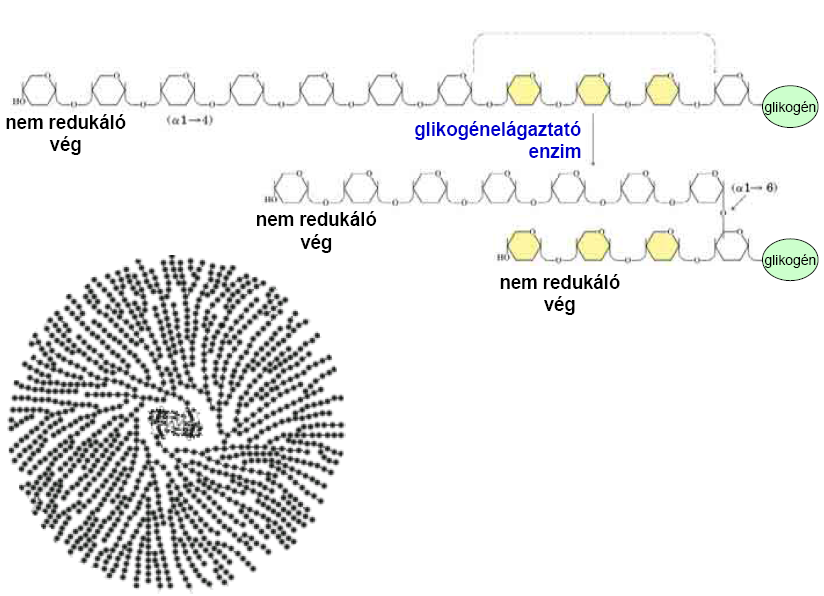 HO
(α1→4)
glikogén
nem redukáló
vég
glikogénelágaztató
enzim
(α1→ 6)
HO
nem redukáló
vég
HO
glikogén
nem redukáló
vég